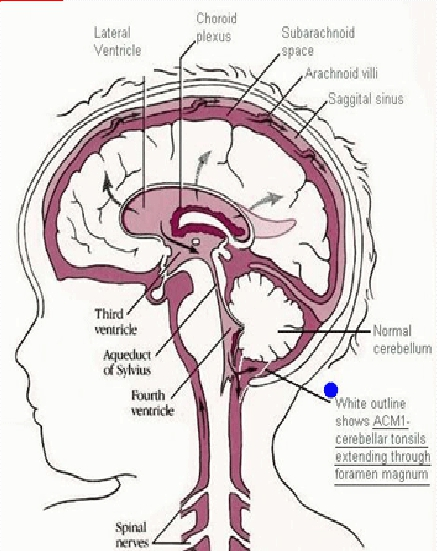 Lateral
Ventricle
Choroid
plexus
Subarachnoid
space
Arachnoid villi
Saggital sinus
Third
ventricle
Aqueduct
of Sylvius
Fourth
ventricle
Normal
cerebellum
White outline
shows ACM1-
cerebellar tonsils
extending through
foramen magnum
Spinal
nerves